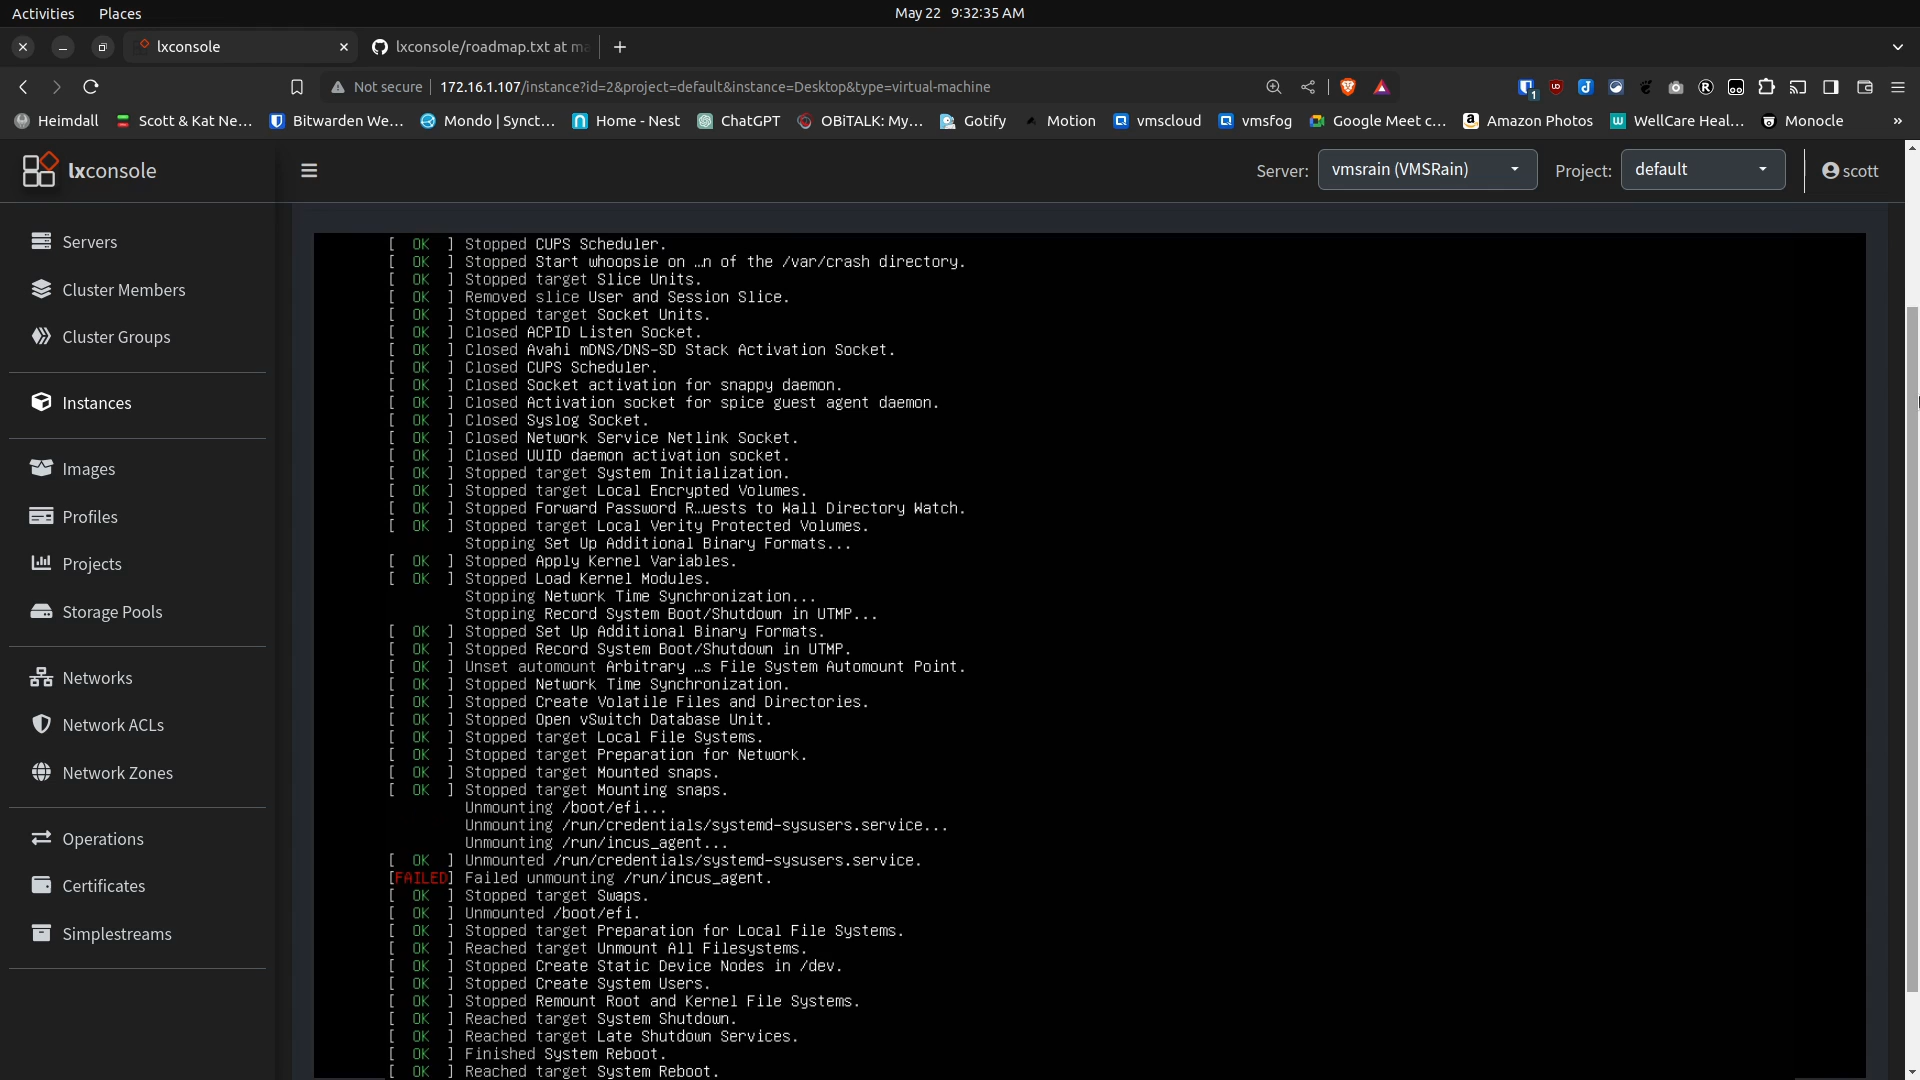 Activities Places May 22 9:32:35 AM
lxconsole lxconsole/roadmap.txt at ma
Not secure 172.16.1.107/instance?id=2&project=default&instance=Desktop&type=virtual-machine
Heimdall Scott & Kat Ne... Bitwarden We... Mondo | Synct... Home - Nest ChatGPT OBiTALK: My... Gotify Motion vmscloud vmsfog Google Meet c... Amazon Photos WellCare Heal... Monocle »
lxconsole Server: vmsrain (VMSRain) Project: default scott
Servers
Cluster Members
Cluster Groups
Instances
Images
Profiles
Projects
Storage Pools
Networks
Network ACLs
Network Zones
Operations
Certificates
Simplestreams
[ OK ] Stopped CUPS Scheduler.
[ OK ] Stopped Start whoopsie on …n of the /var/crash directory.
[ OK ] Stopped target Slice Units.
[ OK ] Removed slice User and Session Slice.
[ OK ] Stopped target Socket Units.
[ OK ] Closed ACPID Listen Socket.
[ OK ] Closed Avahi mDNS/DNS-SD Stack Activation Socket.
[ OK ] Closed CUPS Scheduler.
[ OK ] Closed Socket activation for snappy daemon.
[ OK ] Closed Activation socket for spice guest agent daemon.
[ OK ] Closed Syslog Socket.
[ OK ] Closed Network Service Netlink Socket.
[ OK ] Closed UUID daemon activation socket.
[ OK ] Stopped target System Initialization.
[ OK ] Stopped target Local Encrypted Volumes.
[ OK ] Stopped Forward Password R…uests to Wall Directory Watch.
[ OK ] Stopped target Local Verity Protected Volumes.
Stopping Set Up Additional Binary Formats...
[ OK ] Stopped Apply Kernel Variables.
[ OK ] Stopped Load Kernel Modules.
Stopping Network Time Synchronization...
Stopping Record System Boot/Shutdown in UTMP...
[ OK ] Stopped Set Up Additional Binary Formats.
[ OK ] Stopped Record System Boot/Shutdown in UTMP.
[ OK ] Unset automount Arbitrary …s File System Automount Point.
[ OK ] Stopped Network Time Synchronization.
[ OK ] Stopped Create Volatile Files and Directories.
[ OK ] Stopped Open vSwitch Database Unit.
[ OK ] Stopped target Local File Systems.
[ OK ] Stopped target Preparation for Network.
[ OK ] Stopped target Mounted snaps.
[ OK ] Stopped target Mounting snaps.
Unmounting /boot/efi...
Unmounting /run/credentials/systemd-sysusers.service...
Unmounting /run/incus_agent...
[ OK ] Unmounted /run/credentials/systemd-sysusers.service.
[FAILED] Failed unmounting /run/incus_agent.
[ OK ] Stopped target Swaps.
[ OK ] Unmounted /boot/efi.
[ OK ] Stopped target Preparation for Local File Systems.
[ OK ] Reached target Unmount All Filesystems.
[ OK ] Stopped Create Static Device Nodes in /dev.
[ OK ] Stopped Create System Users.
[ OK ] Stopped Remount Root and Kernel File Systems.
[ OK ] Reached target System Shutdown.
[ OK ] Reached target Late Shutdown Services.
[ OK ] Finished System Reboot.
[ OK ] Reached target System Reboot.